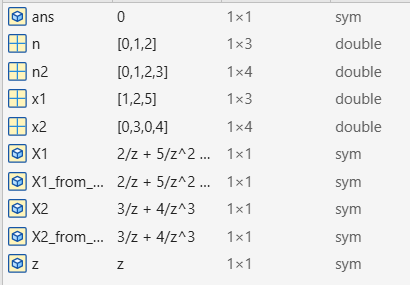 ans 0 1×1 sym
n [0,1,2] 1×3 double
n2 [0,1,2,3] 1×4 double
x1 [1,2,5] 1×3 double
x2 [0,3,0,4] 1×4 double
X1 2/z + 5/z^2 ... 1×1 sym
X1_from_... 2/z + 5/z^2 ... 1×1 sym
X2 3/z + 4/z^3 1×1 sym
X2_from_... 3/z + 4/z^3 1×1 sym
z z 1×1 sym